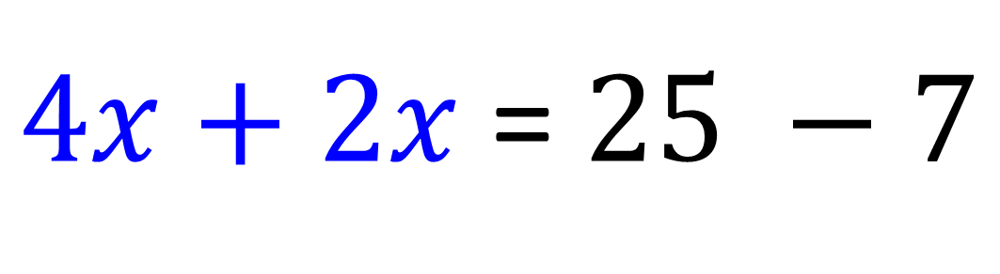 4x + 2x = 25 − 7